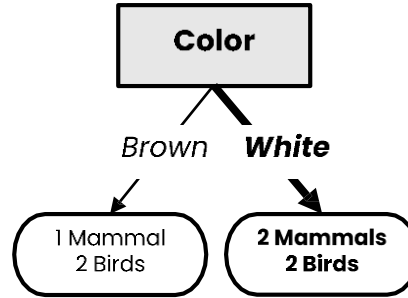 Color
Brown
White
1 Mammal
2 Birds
2 Mammals
2 Birds